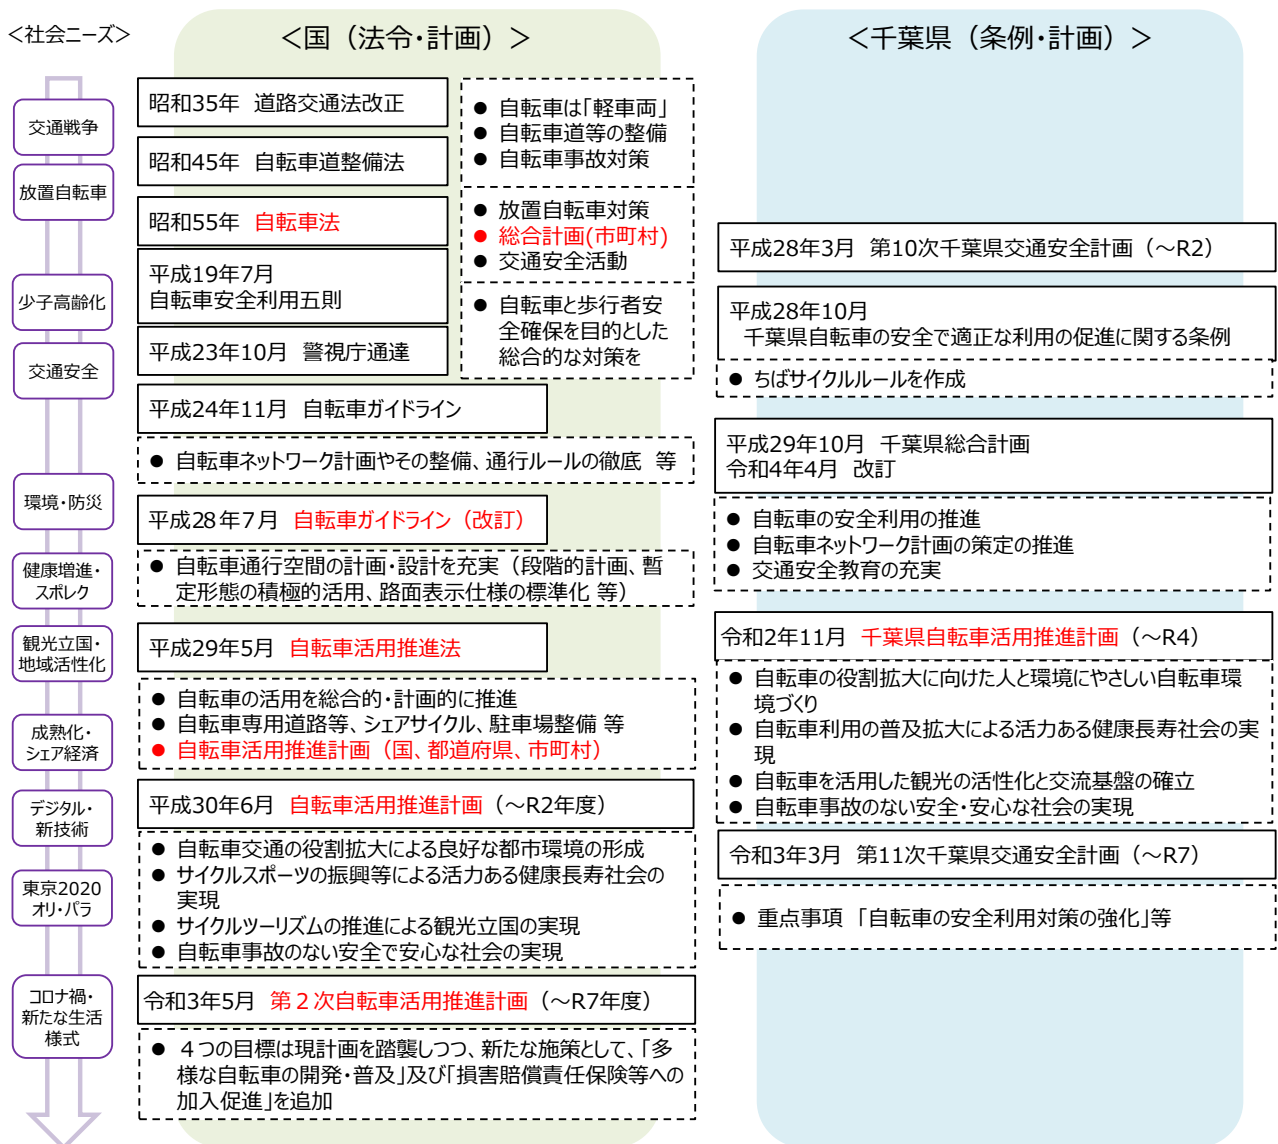 ＜社会ニーズ＞
＜国（法令・計画）＞
＜千葉県（条例・計画）＞
交通戦争
放置自転車
少子高齢化
交通安全
環境・防災
健康増進・
スポレク
観光立国・
地域活性化
成熟化・
シェア経済
デジタル・
新技術
東京2020
オリ・パラ
コロナ禍・
新たな生活
様式
昭和35年　道路交通法改正
昭和45年　自転車道整備法
● 自転車は「軽車両」
● 自転車道等の整備
● 自転車事故対策
昭和55年　自転車法
● 放置自転車対策
● 総合計画(市町村)
● 交通安全活動
平成19年７月
自転車安全利用五則
平成23年10月　警視庁通達
● 自転車と歩行者安
全確保を目的とした
総合的な対策を
平成24年11月　自転車ガイドライン
● 自転車ネットワーク計画やその整備、通行ルールの徹底　等
平成28年７月　自転車ガイドライン（改訂）
● 自転車通行空間の計画・設計を充実（段階的計画、暫
定形態の積極的活用、路面表示仕様の標準化 等）
平成29年5月　自転車活用推進法
● 自転車の活用を総合的・計画的に推進
● 自転車専用道路等、シェアサイクル、駐車場整備 等
● 自転車活用推進計画（国、都道府県、市町村）
平成30年6月　自転車活用推進計画（～R2年度）
● 自転車交通の役割拡大による良好な都市環境の形成
● サイクルスポーツの振興等による活力ある健康長寿社会の
実現
● サイクルツーリズムの推進による観光立国の実現
● 自転車事故のない安全で安心な社会の実現
令和3年5月　第２次自転車活用推進計画（～R7年度）
● ４つの目標は現計画を踏襲しつつ、新たな施策として、「多
様な自転車の開発・普及」及び「損害賠償責任保険等への
加入促進」を追加
平成28年3月　第10次千葉県交通安全計画（～R2）
平成28年10月
千葉県自転車の安全で適正な利用の促進に関する条例
● ちばサイクルルールを作成
平成29年10月　千葉県総合計画
令和4年4月　改訂
● 自転車の安全利用の推進
● 自転車ネットワーク計画の策定の推進
● 交通安全教育の充実
令和2年11月　千葉県自転車活用推進計画（～R4）
● 自転車の役割拡大に向けた人と環境にやさしい自転車環
境づくり
● 自転車利用の普及拡大による活力ある健康長寿社会の実
現
● 自転車を活用した観光の活性化と交流基盤の確立
● 自転車事故のない安全・安心な社会の実現
令和3年3月　第11次千葉県交通安全計画（～R7）
● 重点事項 「自転車の安全利用対策の強化」等